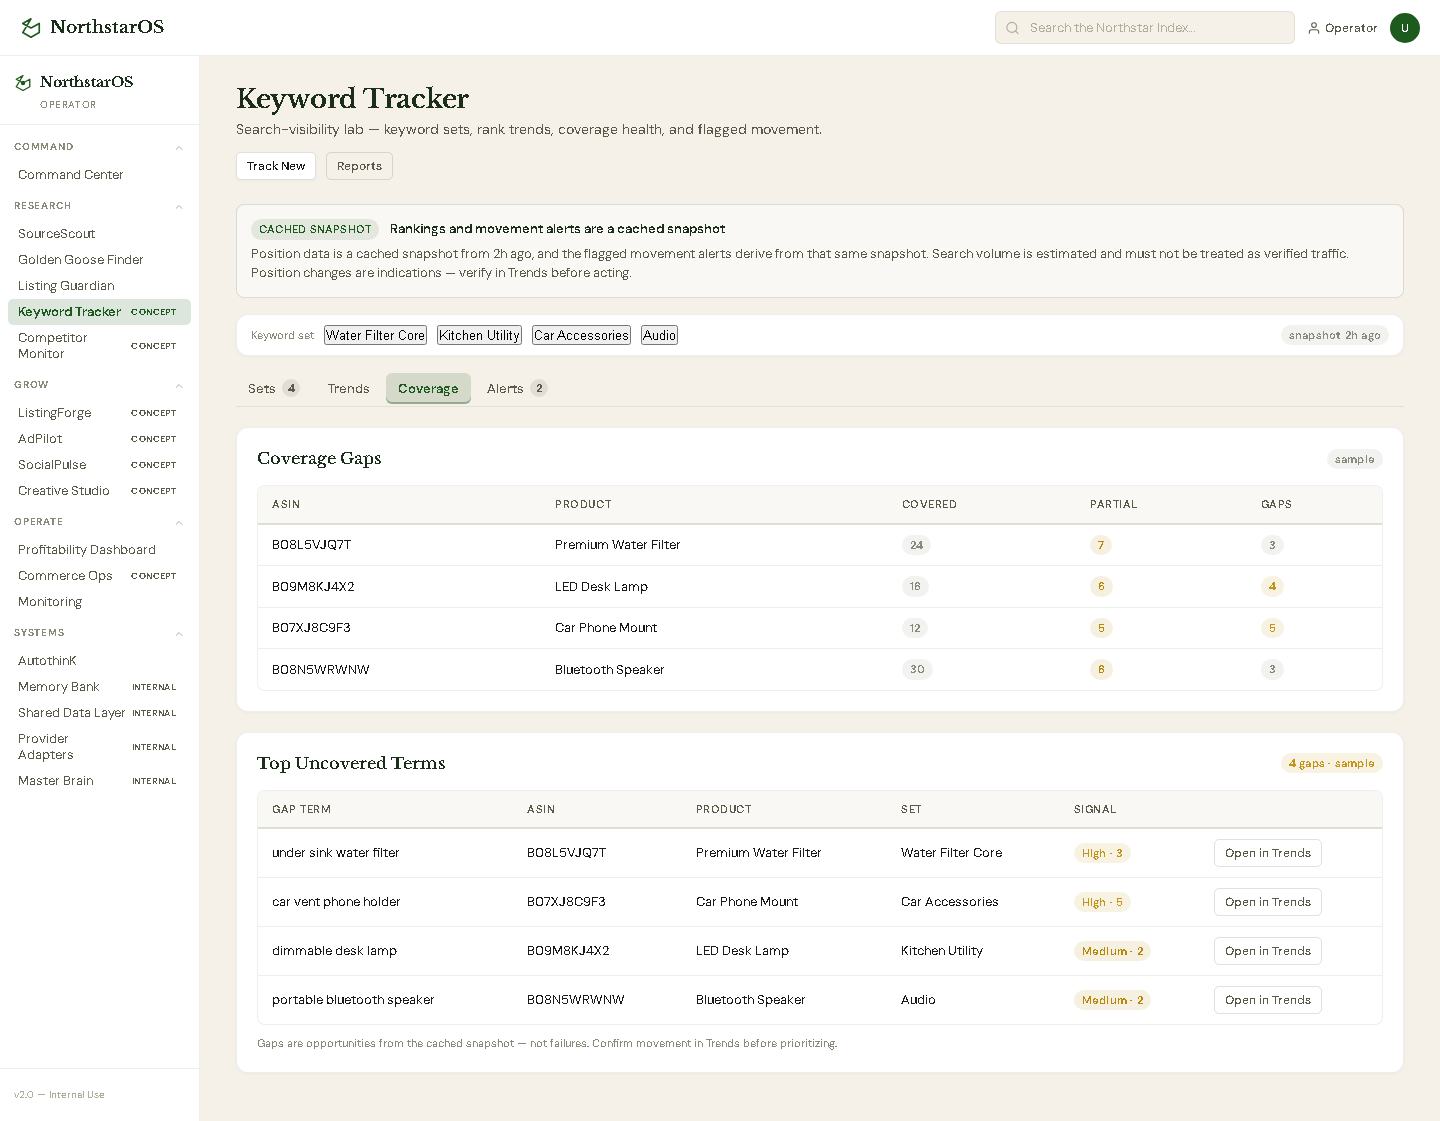 NorthstarOS
Search the Northstar Index...
Operator
U
NorthstarOS
OPERATOR
COMMAND
Command Center
RESEARCH
SourceScout
Golden Goose Finder
Listing Guardian
Keyword Tracker CONCEPT
Competitor
Monitor
CONCEPT
GROW
ListingForge CONCEPT
AdPilot CONCEPT
SocialPulse CONCEPT
Creative Studio CONCEPT
OPERATE
Profitability Dashboard
Commerce Ops CONCEPT
Monitoring
SYSTEMS
AutothinK
Memory Bank INTERNAL
Shared Data Layer INTERNAL
Provider
Adapters
INTERNAL
Master Brain INTERNAL
v2.0 — Internal Use
Keyword Tracker
Search-visibility lab — keyword sets, rank trends, coverage health, and flagged movement.
Track New Reports
CACHED SNAPSHOT Rankings and movement alerts are a cached snapshot
Position data is a cached snapshot from 2h ago, and the flagged movement alerts derive from that same snapshot. Search volume is estimated and must not be treated as verified traffic.
Position changes are indications — verify in Trends before acting.
Keyword set Water Filter Core Kitchen Utility Car Accessories Audio snapshot 2h ago
Sets 4 Trends Coverage Alerts 2
Coverage Gaps sample
ASIN PRODUCT COVERED PARTIAL GAPS
B08L5VJQ7T Premium Water Filter 24 7 3
B09M8KJ4X2 LED Desk Lamp 18 6 4
B07XJ8C9F3 Car Phone Mount 12 5 5
B08N5WRWNW Bluetooth Speaker 30 6 3
Top Uncovered Terms 4 gaps · sample
GAP TERM ASIN PRODUCT SET SIGNAL
under sink water filter B08L5VJQ7T Premium Water Filter Water Filter Core High · 3 Open in Trends
car vent phone holder B07XJ8C9F3 Car Phone Mount Car Accessories High · 5 Open in Trends
dimmable desk lamp B09M8KJ4X2 LED Desk Lamp Kitchen Utility Medium · 2 Open in Trends
portable bluetooth speaker B08N5WRWNW Bluetooth Speaker Audio Medium · 2 Open in Trends
Gaps are opportunities from the cached snapshot — not failures. Confirm movement in Trends before prioritizing.